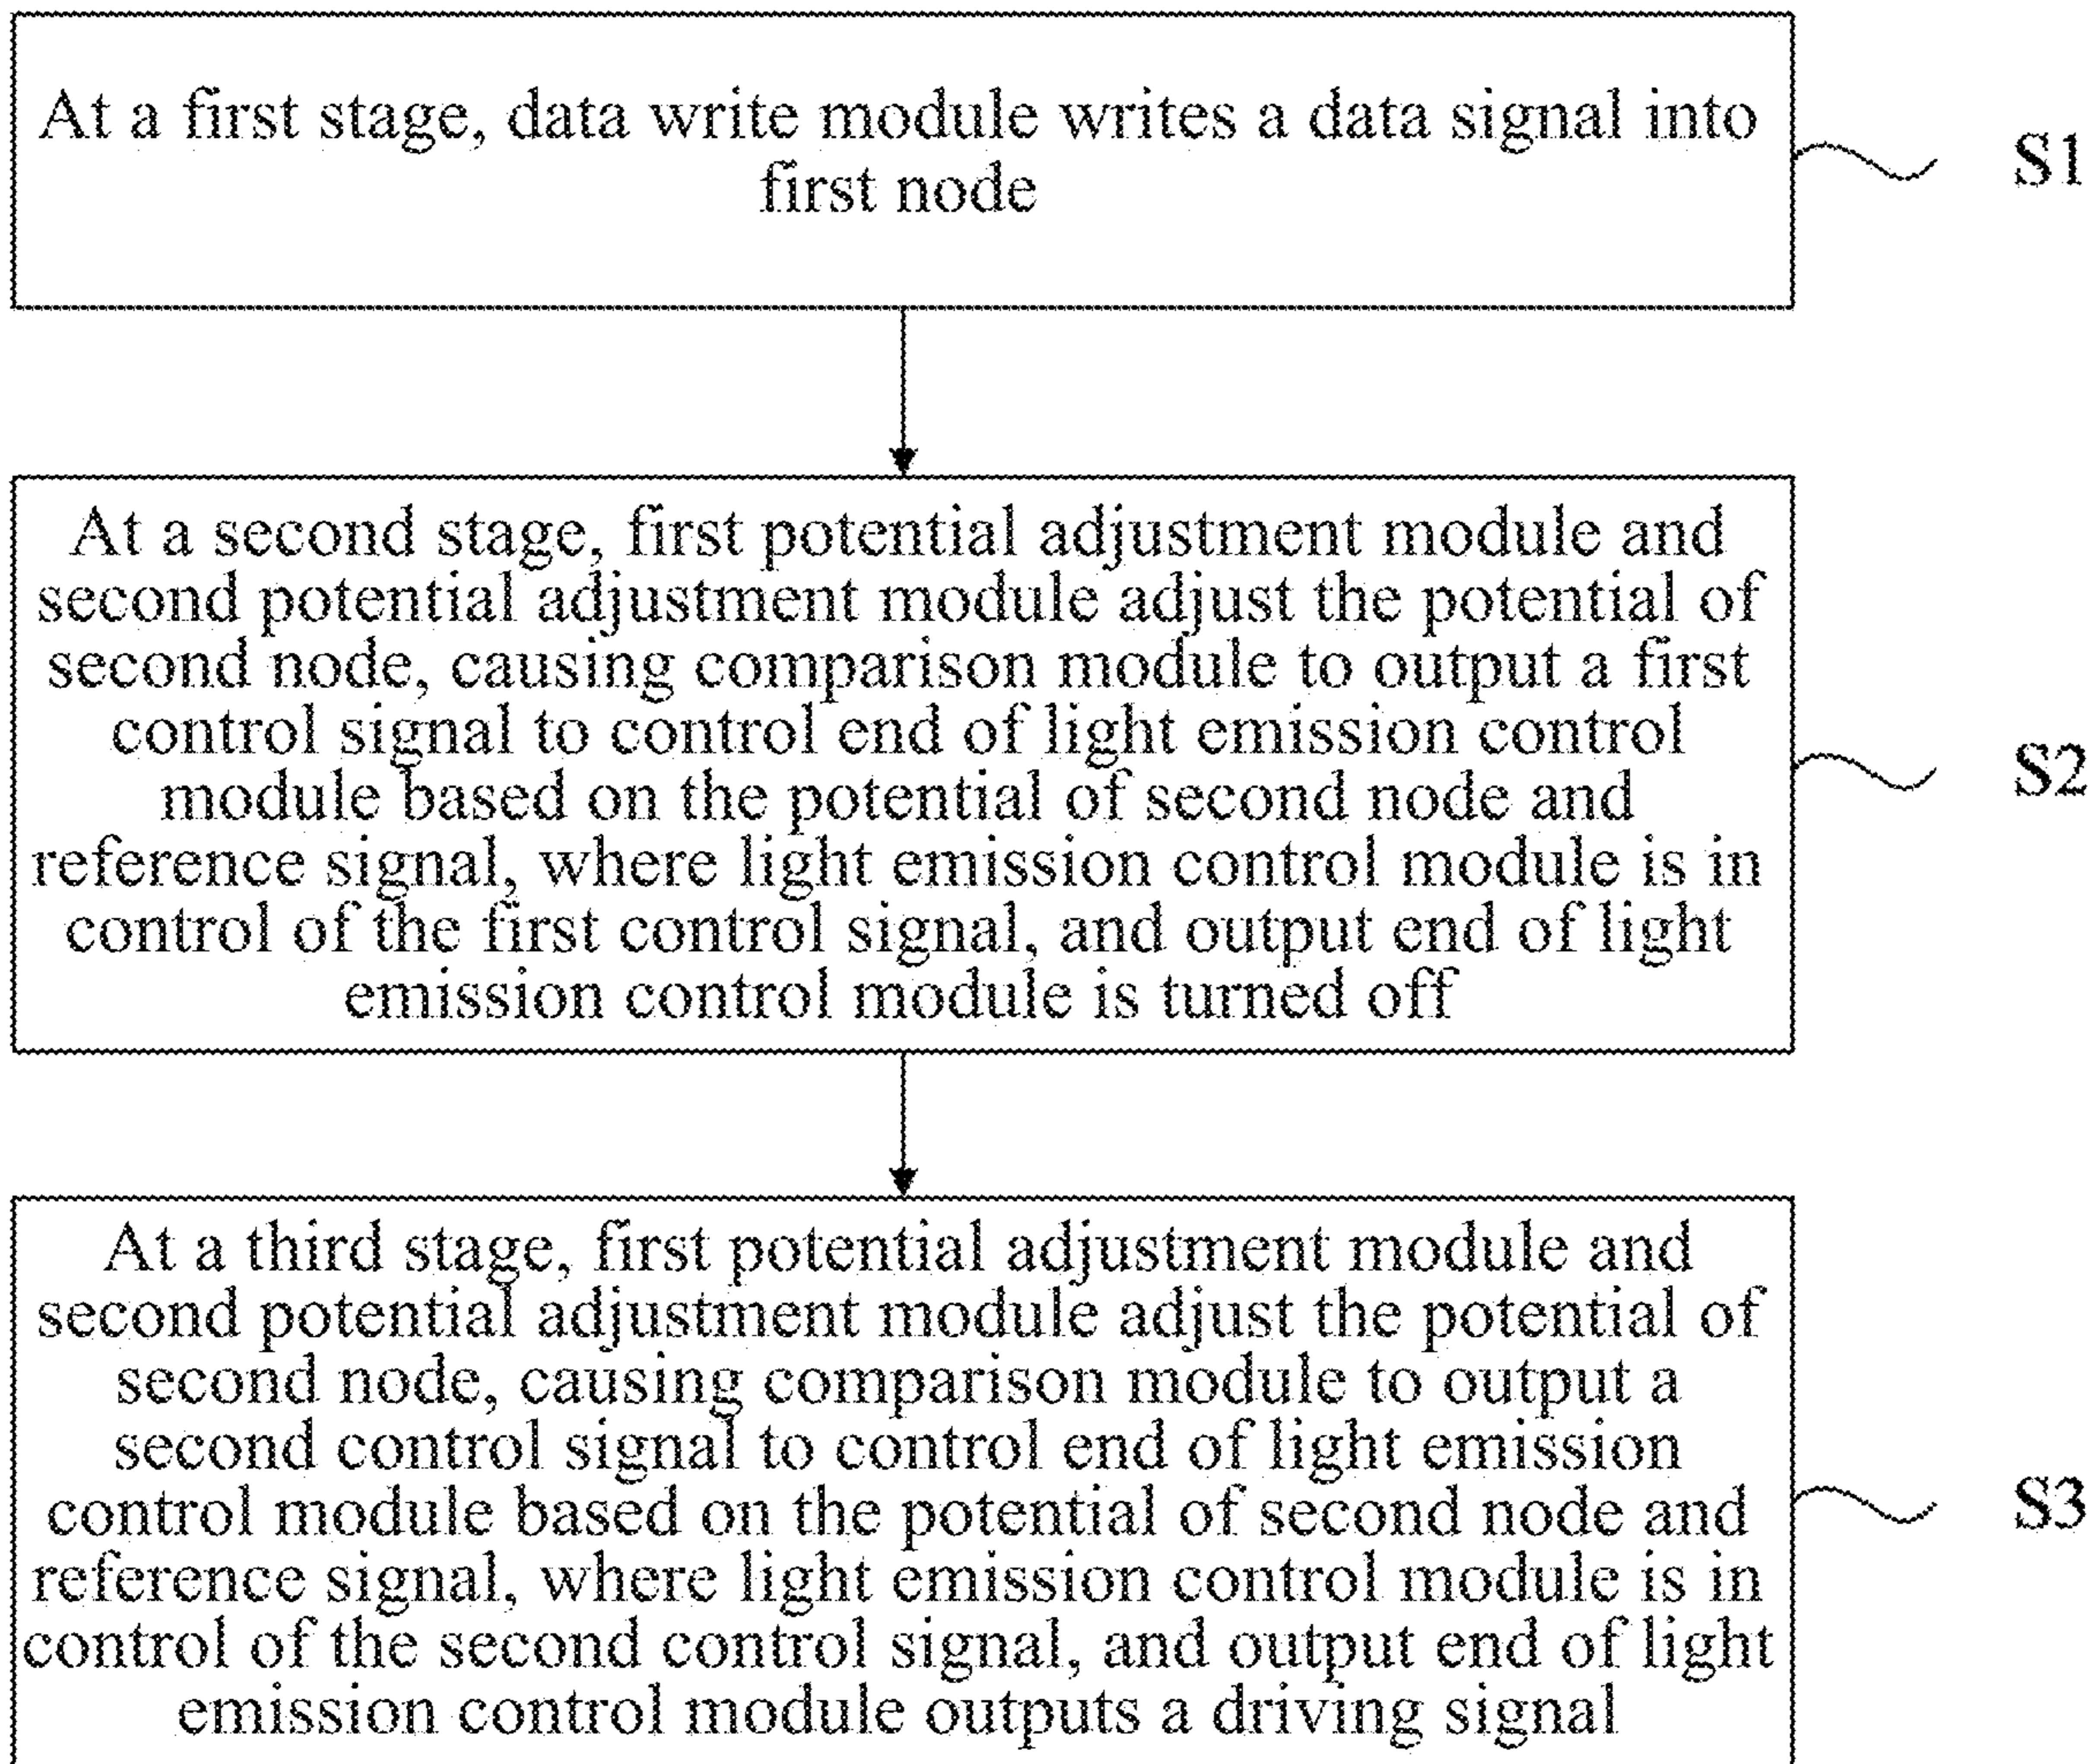 At a first stage, data write module writes a data signal into
first node
S1
At a second stage, first potential adjustment module and
second potential adjustment module adjust the potential of
second node, causing comparison module to output a first
control signal to control end of light emission control
module based on the potential of second node and
reference signal, where light emission control module is in
control of the first control signal, and output end of light
emission control module is turned off
S2
At a third stage, first potential adjustment module and
second potential adjustment module adjust the potential of
second node, causing comparison module to output a
second control signal to control end of light emission
control module based on the potential of second node and
reference signal, where light emission control module is in
control of the second control signal, and output end of light
emission control module outputs a driving signal
S3